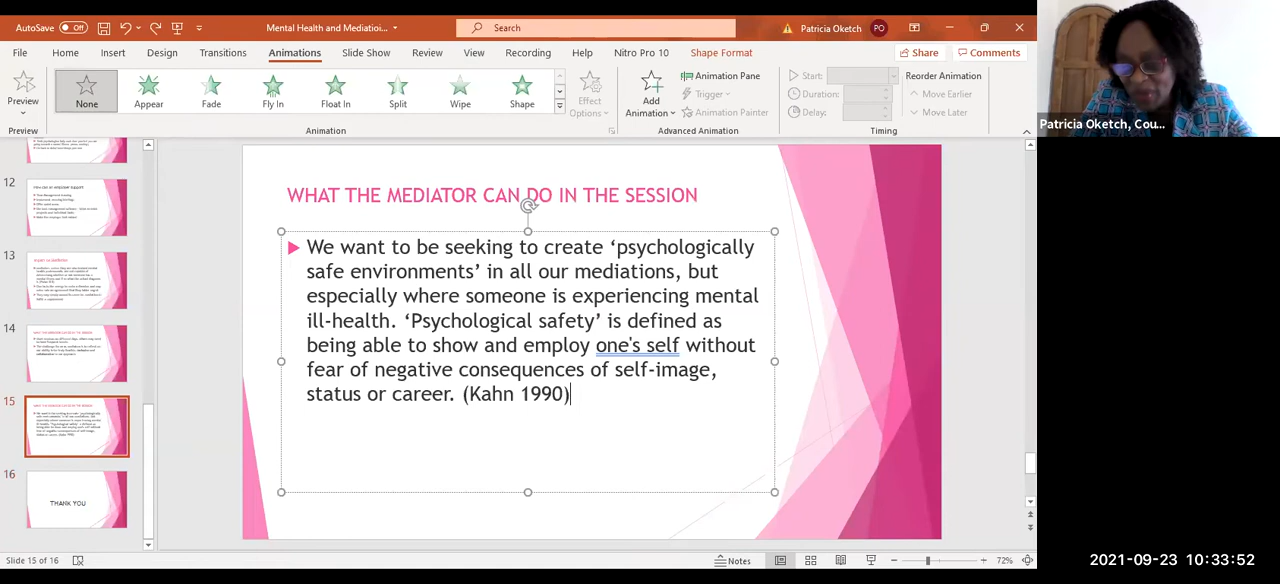 AutoSave Off Mental Health and Mediatioi... Search Patricia Oketch PO
File Home Insert Design Transitions Animations Slide Show Review View Recording Help Nitro Pro 10 Shape Format Share Comments
Preview
None Appear Fade Fly In Float In Split Wipe Shape
Effect Options
Add Animation
Animation Pane
Trigger
Animation Painter
Start:
Duration:
Delay:
Reorder Animation
Move Earlier
Move Later
Preview Animation Advanced Animation Timing
Patricia Oketch, Cou...
12
13
14
15
16
THANK YOU
WHAT THE MEDIATOR CAN DO IN THE SESSION
We want to be seeking to create ‘psychologically
safe environments’ in all our mediations, but
especially where someone is experiencing mental
ill-health. ‘Psychological safety’ is defined as
being able to show and employ one's self without
fear of negative consequences of self-image,
status or career. (Kahn 1990)
Slide 15 of 16 Notes 72%
2021-09-23 10:33:52